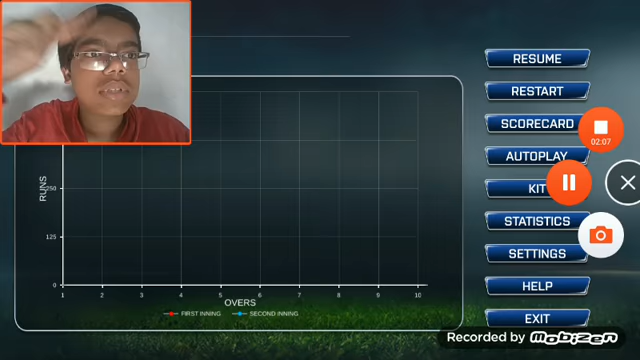 RESUME
RESTART
SCORECARD
02:07
AUTOPLAY
KIT
STATISTICS
SETTINGS
HELP
EXIT
RUNS
250
125
0
1 2 3 4 5 6 7 8 9 10
OVERS
FIRST INNING SECOND INNING
Recorded by mobizen